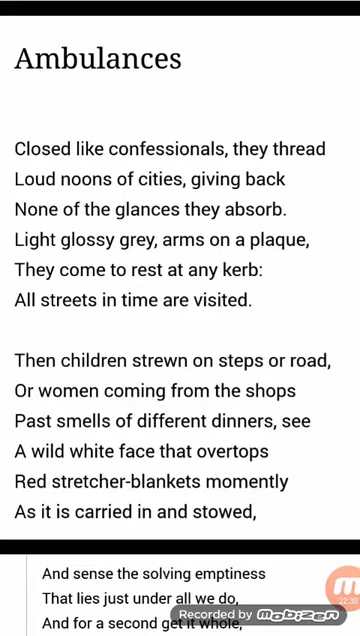 Ambulances
Closed like confessionals, they thread
Loud noons of cities, giving back
None of the glances they absorb.
Light glossy grey, arms on a plaque,
They come to rest at any kerb:
All streets in time are visited.
Then children strewn on steps or road,
Or women coming from the shops
Past smells of different dinners, see
A wild white face that overtops
Red stretcher-blankets momently
As it is carried in and stowed,
And sense the solving emptiness
That lies just under all we do,
And for a second get it whole,
22:38
Recorded by mobizen